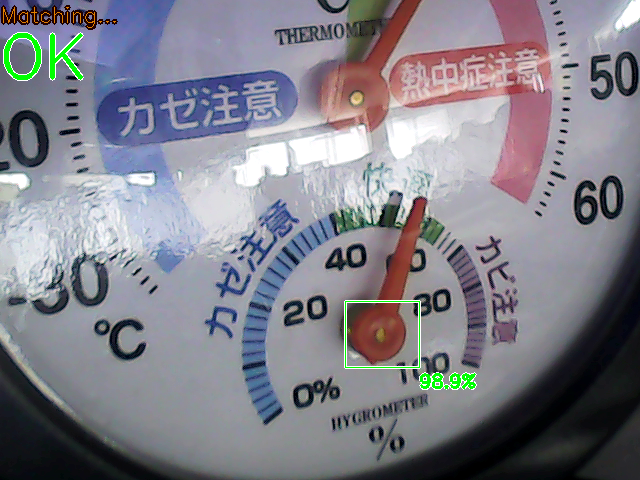 Matching...
OK
THERMOMETER
カゼ注意
熱中症注意
50
20
60
快適
カゼ注意
カビ注意
40
60
-30
20
80
°C
0%
100
98.9%
HYGROMETER
%